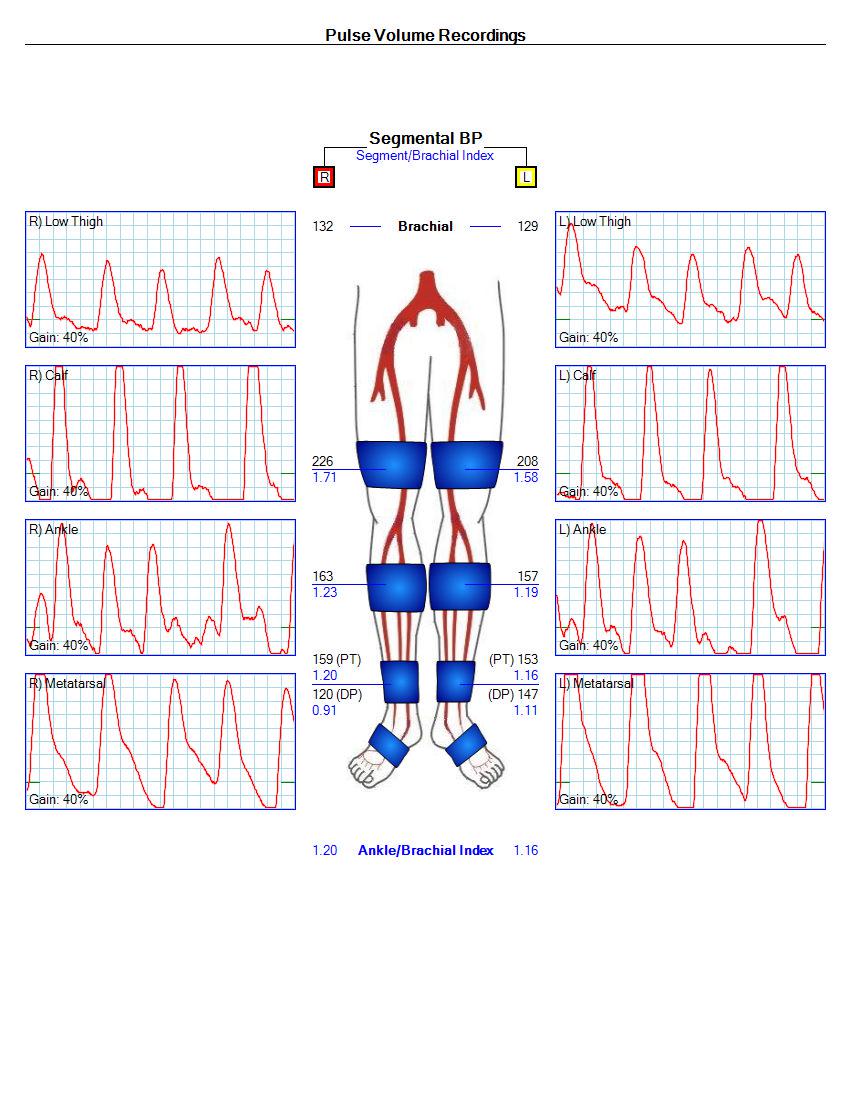 Pulse Volume Recordings
Segmental BP
Segment/Brachial Index
R L
132 Brachial 129
R) Low Thigh
Gain: 40%
L) Low Thigh
Gain: 40%
R) Calf
Gain: 40%
L) Calf
Gain: 40%
226 208
1.71 1.58
R) Ankle
Gain: 40%
L) Ankle
Gain: 40%
163 157
1.23 1.19
159 (PT) (PT) 153
1.20 1.16
120 (DP) (DP) 147
0.91 1.11
R) Metatarsal
Gain: 40%
L) Metatarsal
Gain: 40%
1.20 Ankle/Brachial Index 1.16